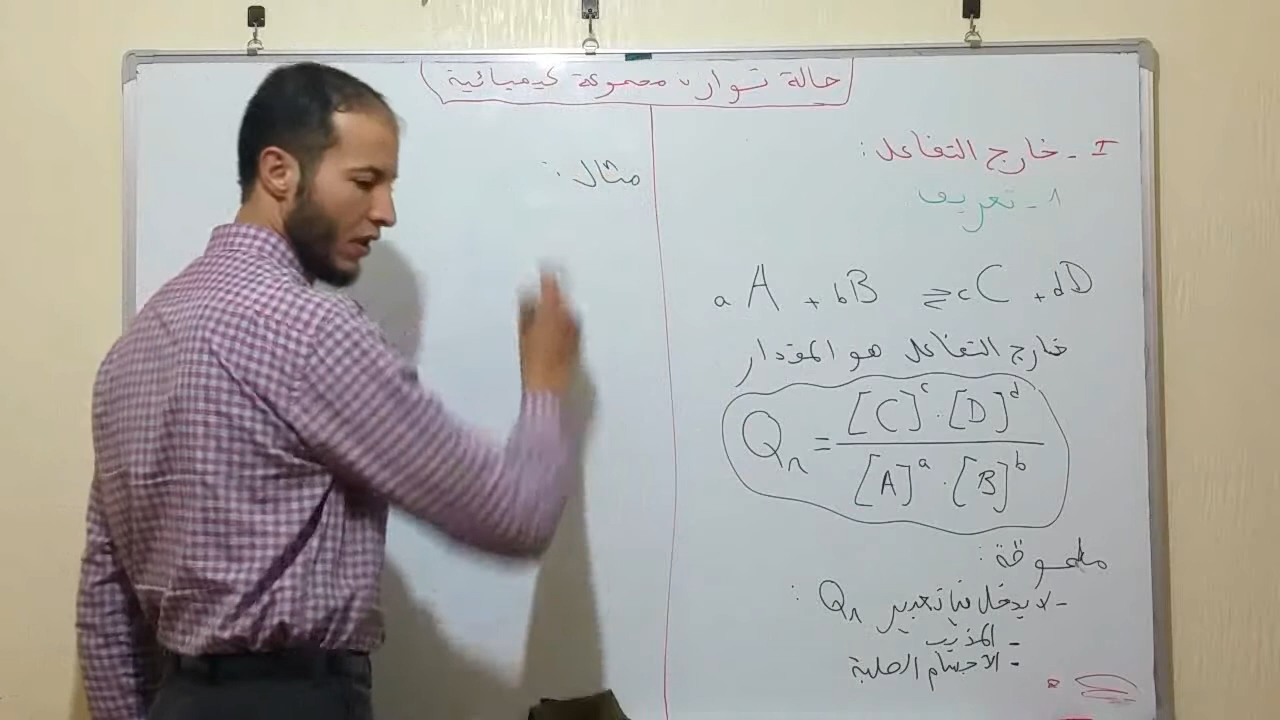 حالة توازن مجموعة كيميائية
I - خارج التفاعل :
1 - تعريف
aA + bB ⇌ cC + dD
خارج التفاعل هو المقدار
Qr = [C]^c . [D]^d / [A]^a . [B]^b
ملحوظة :
- لا يدخل في تعبير Qr :
- المذيب
- الأجسام الصلبة
مثال :